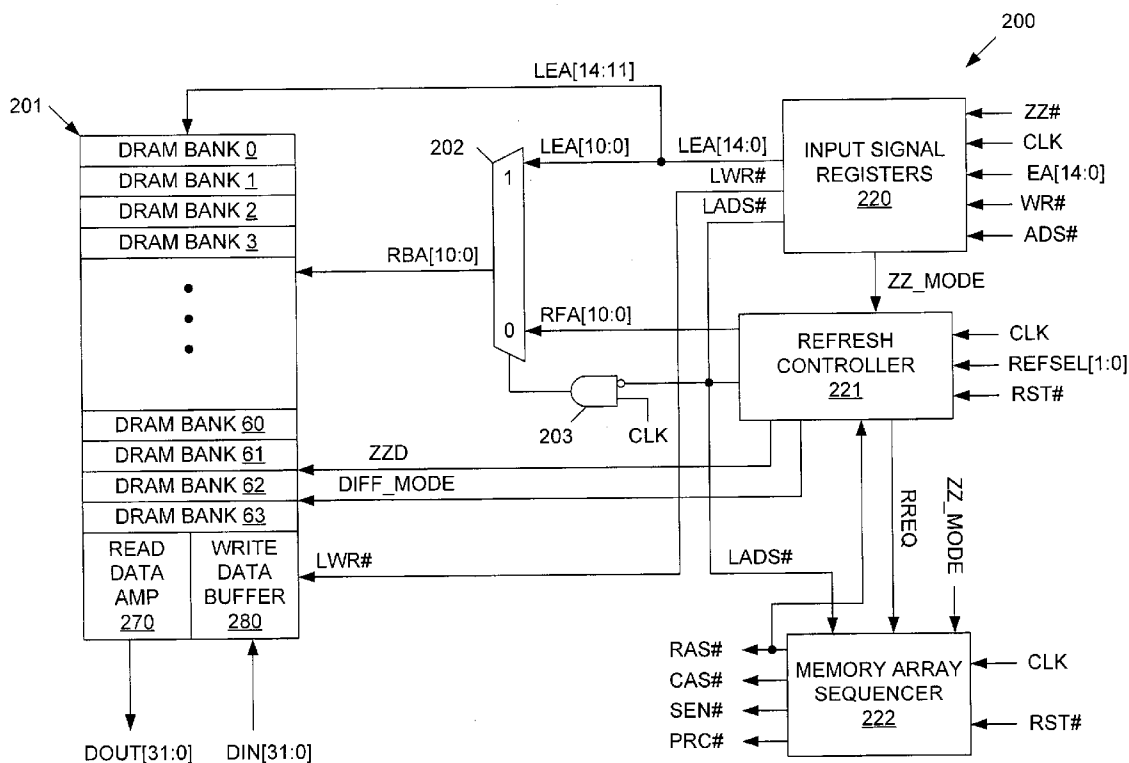 200
LEA[14:11]
201
DRAM BANK 0
DRAM BANK 1
DRAM BANK 2
DRAM BANK 3
202
1
0
LEA[10:0]
LEA[14:0]
LWR#
LADS#
INPUT SIGNAL
REGISTERS
220
ZZ#
CLK
EA[14:0]
WR#
ADS#
RBA[10:0]
ZZ_MODE
RFA[10:0]
REFRESH
CONTROLLER
221
CLK
REFSEL[1:0]
RST#
203
CLK
DRAM BANK 60
DRAM BANK 61
DRAM BANK 62
DRAM BANK 63
ZZD
DIFF_MODE
READ
DATA
AMP
270
WRITE
DATA
BUFFER
280
LWR#
LADS#
RREQ
ZZ_MODE
RAS#
CAS#
SEN#
PRC#
MEMORY ARRAY
SEQUENCER
222
CLK
RST#
DOUT[31:0]
DIN[31:0]